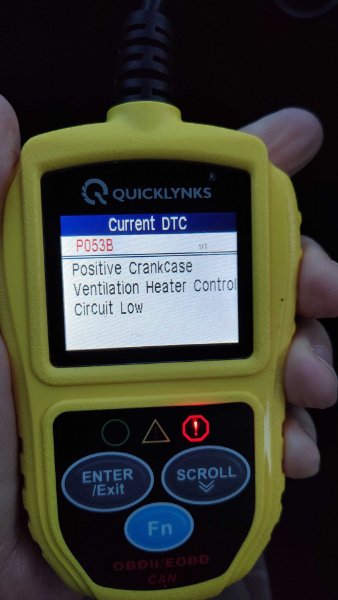 QUICKLYNKS®
Current DTC
P053B 1/1
Positive CrankCase
Ventilation Heater Control
Circuit Low
ENTER
/Exit
SCROLL
Fn
OBDII/EOBD
CAN